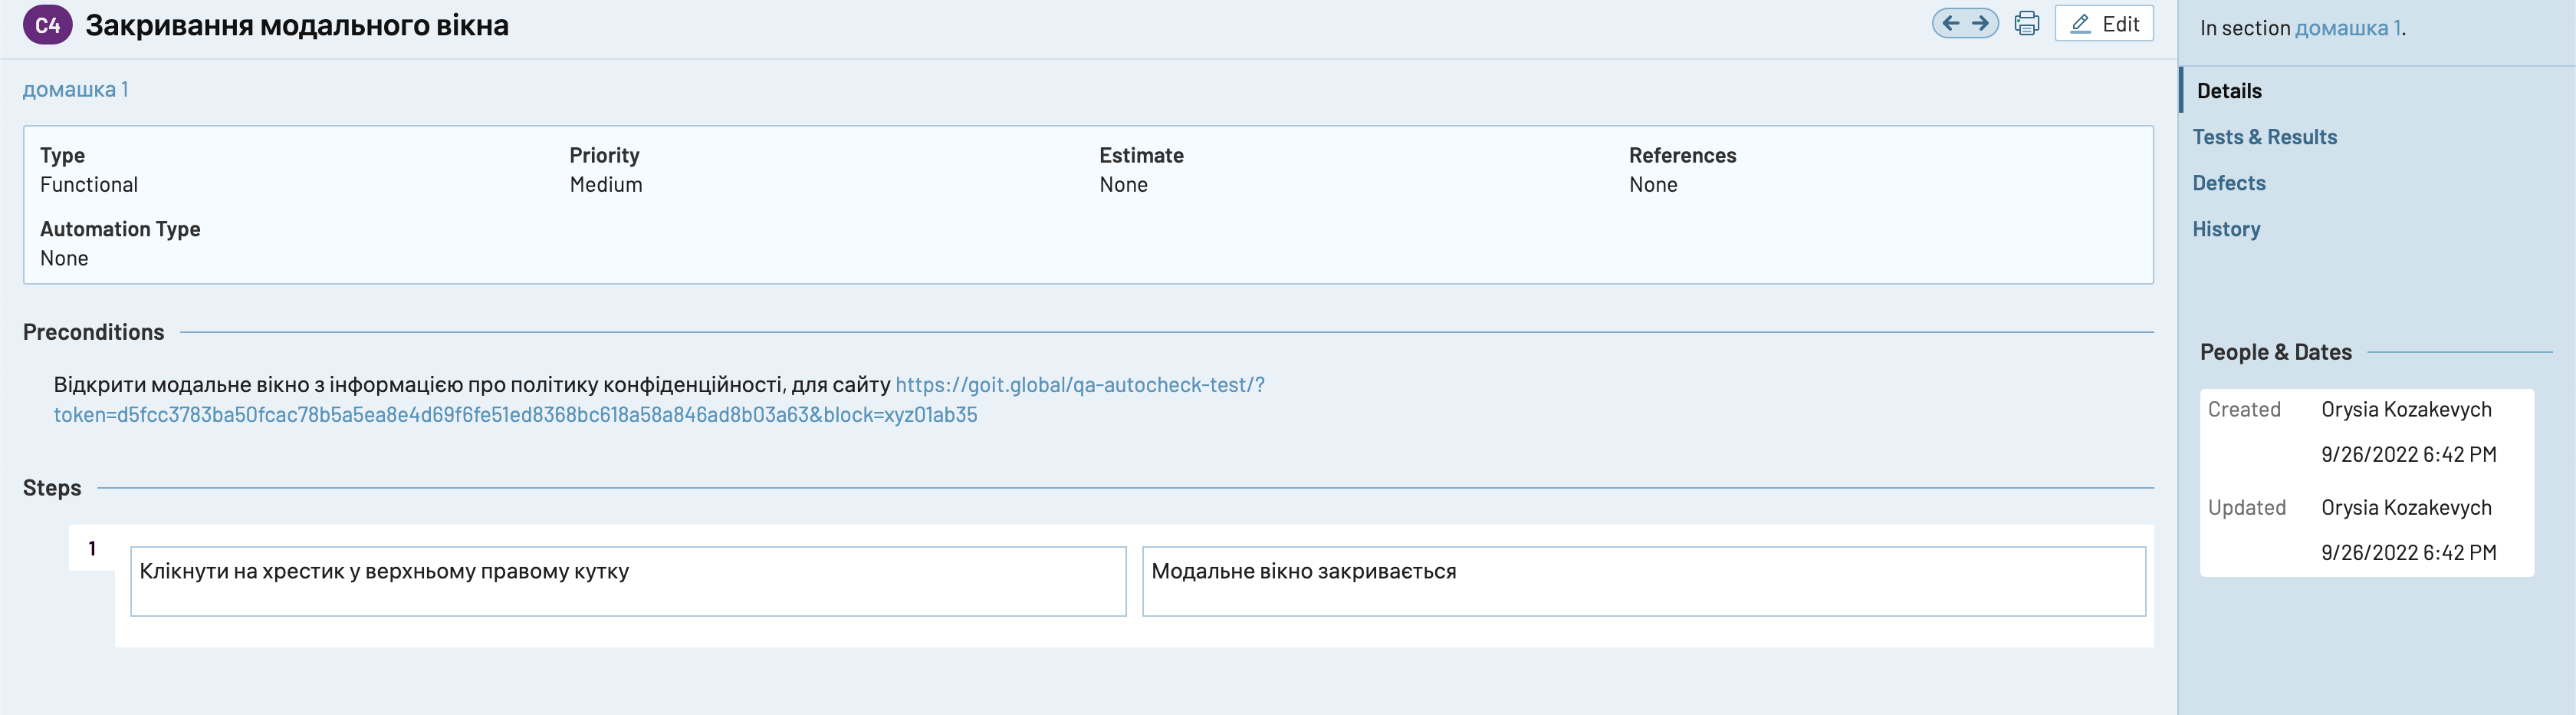 C4 Закривання модального вікна
Edit
In section домашка 1.
домашка 1
Details
Tests & Results
Defects
History
Type Priority Estimate References
Functional Medium None None
Automation Type
None
Preconditions
Відкрити модальне вікно з інформацією про політику конфіденційності, для сайту https://goit.global/qa-autocheck-test/?
token=d5fcc3783ba50fcac78b5a5ea8e4d69f6fe51ed8368bc618a58a846ad8b03a63&block=xyz01ab35
People & Dates
Created Orysia Kozakevych
9/26/2022 6:42 PM
Updated Orysia Kozakevych
9/26/2022 6:42 PM
Steps
1
Клікнути на хрестик у верхньому правому кутку
Модальне вікно закривається